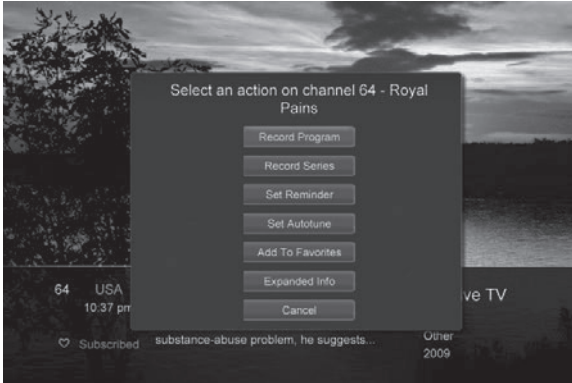 Select an action on channel 64 - Royal
Pains
Record Program
Record Series
Set Reminder
Set Autotune
Add To Favorites
Expanded Info
Cancel
64 USA
ve TV
10:37 pm
Subscribed
substance-abuse problem, he suggests...
Other
2009